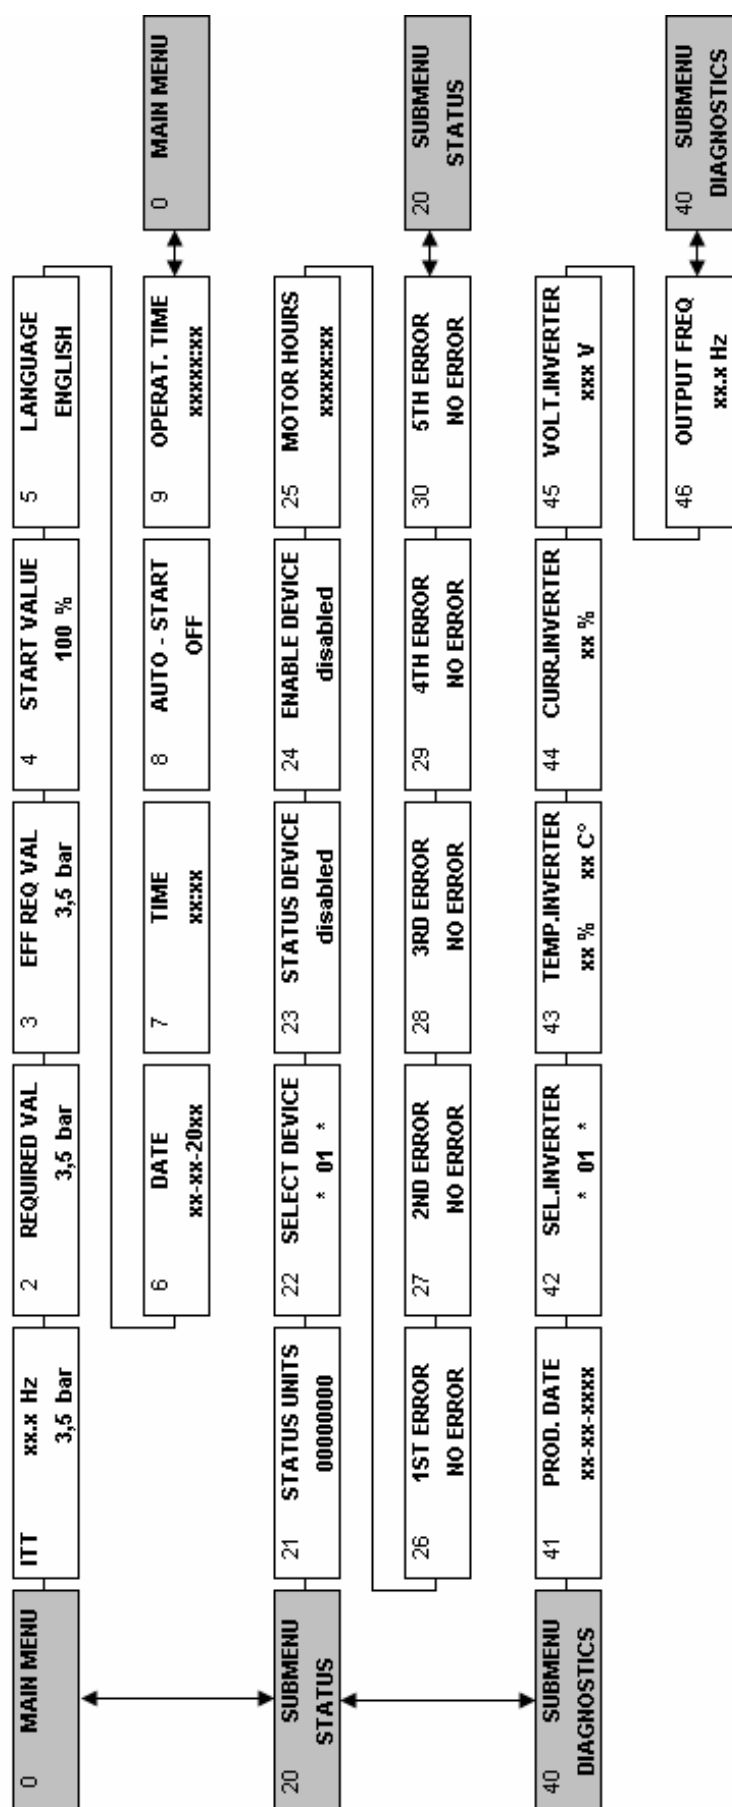 0 MAIN MENU
ITT xx.x Hz
3,5 bar
2 REQUIRED VAL
3,5 bar
3 EFF REQ VAL
3,5 bar
4 START VALUE
100 %
5 LANGUAGE
ENGLISH
6 DATE
xx-xx-20xx
7 TIME
xx:xx
8 AUTO - START
OFF
9 OPERAT. TIME
xxxxx:xx
0 MAIN MENU
20 SUBMENU
STATUS
21 STATUS UNITS
00000000
22 SELECT DEVICE
* 01 *
23 STATUS DEVICE
disabled
24 ENABLE DEVICE
disabled
25 MOTOR HOURS
xxxxx:xx
26 1ST ERROR
NO ERROR
27 2ND ERROR
NO ERROR
28 3RD ERROR
NO ERROR
29 4TH ERROR
NO ERROR
30 5TH ERROR
NO ERROR
20 SUBMENU
STATUS
40 SUBMENU
DIAGNOSTICS
41 PROD. DATE
xx-xx-xxxx
42 SEL.INVERTER
* 01 *
43 TEMP.INVERTER
xx % xx C°
44 CURR.INVERTER
xx %
45 VOLT.INVERTER
xxx V
46 OUTPUT FREQ
xx.x Hz
40 SUBMENU
DIAGNOSTICS